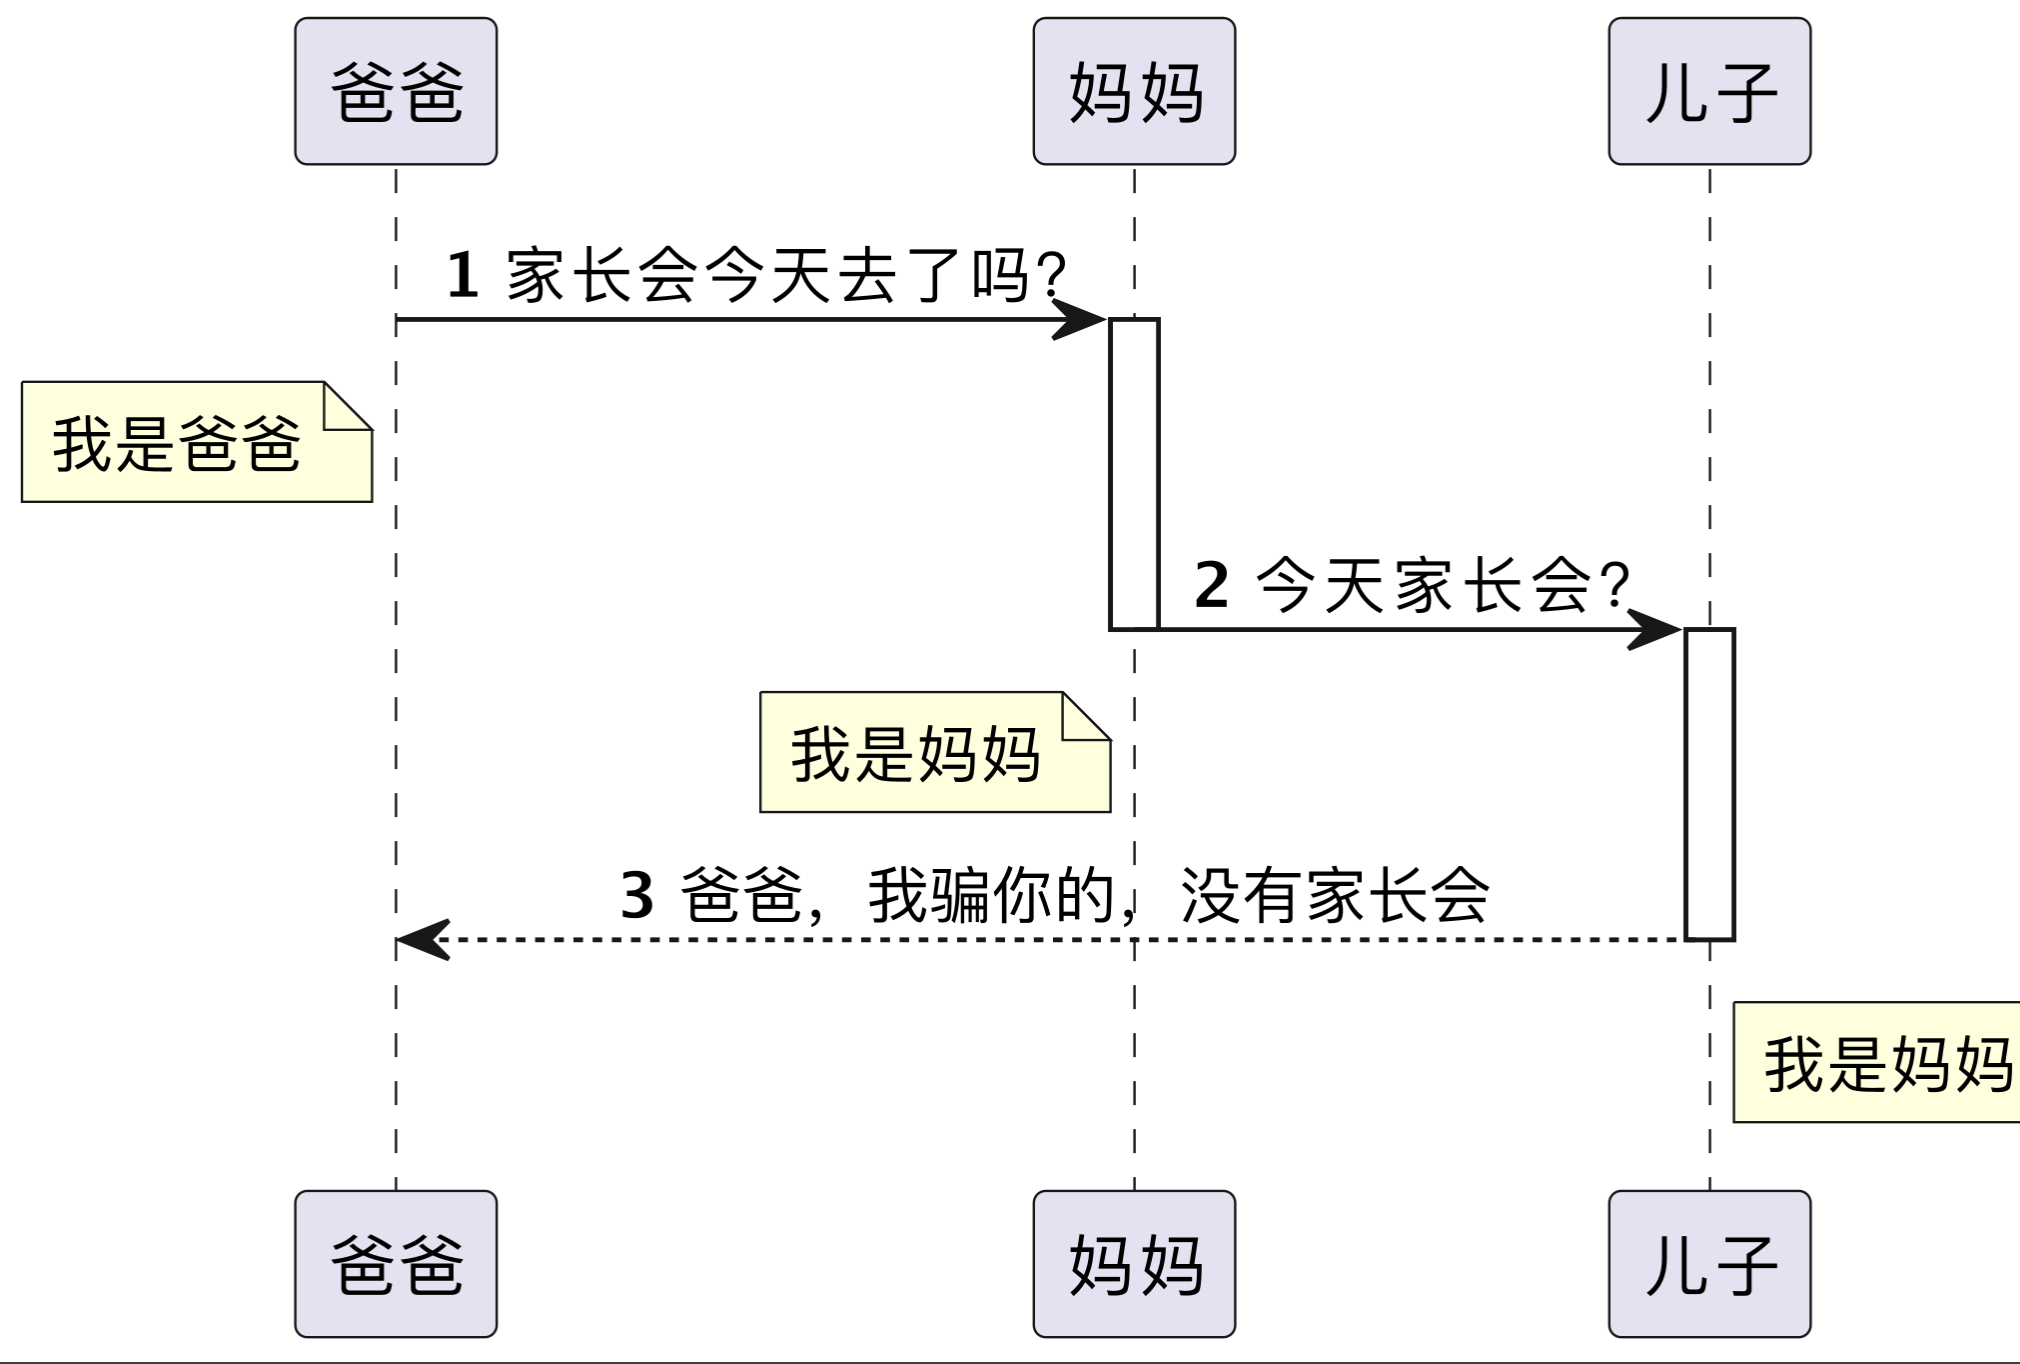 爸爸
妈妈
儿子
1 家长会今天去了吗?
我是爸爸
2 今天家长会?
我是妈妈
3 爸爸，我骗你的，没有家长会
我是妈妈
爸爸
妈妈
儿子